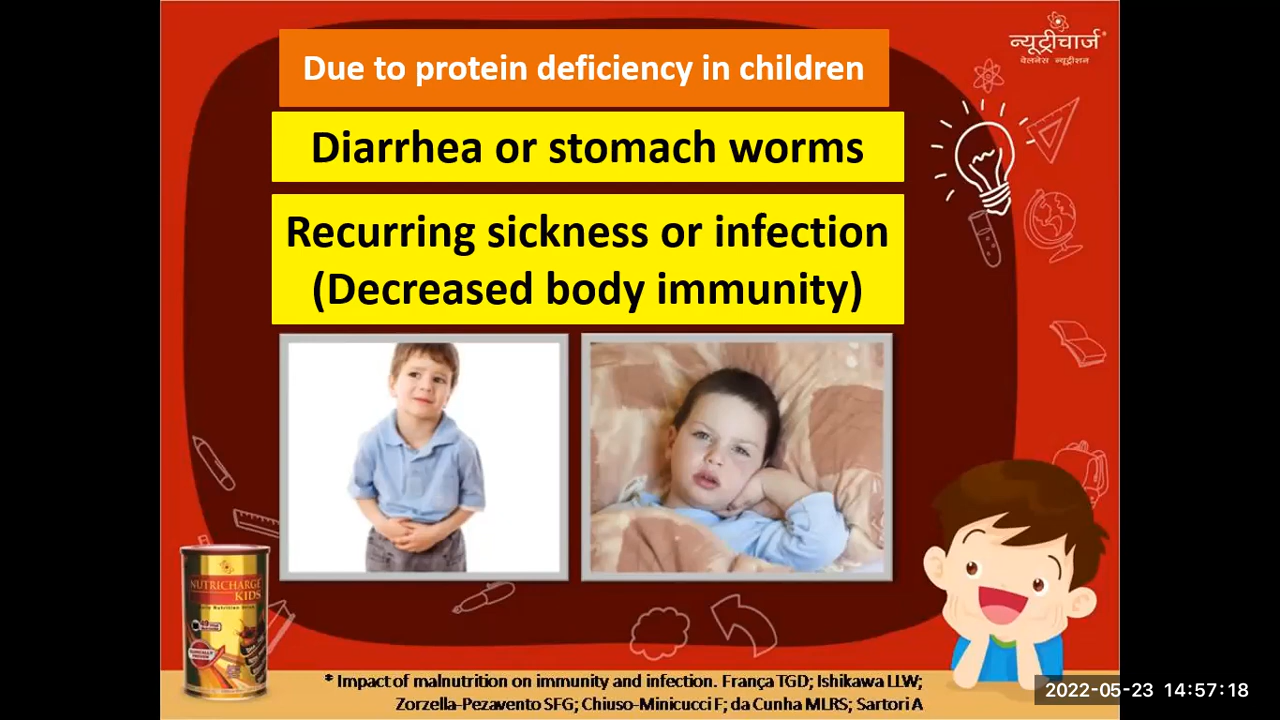 न्यूट्रीचार्ज
वेलनेस न्यूट्रीशन
Due to protein deficiency in children
Diarrhea or stomach worms
Recurring sickness or infection
(Decreased body immunity)
NUTRICHARGE
KIDS
* Impact of malnutrition on immunity and infection. França TGD; Ishikawa LLW;
Zorzella-Pezavento SFG; Chiuso-Minicucci F; da Cunha MLRS; Sartori A
2022-05-23 14:57:18